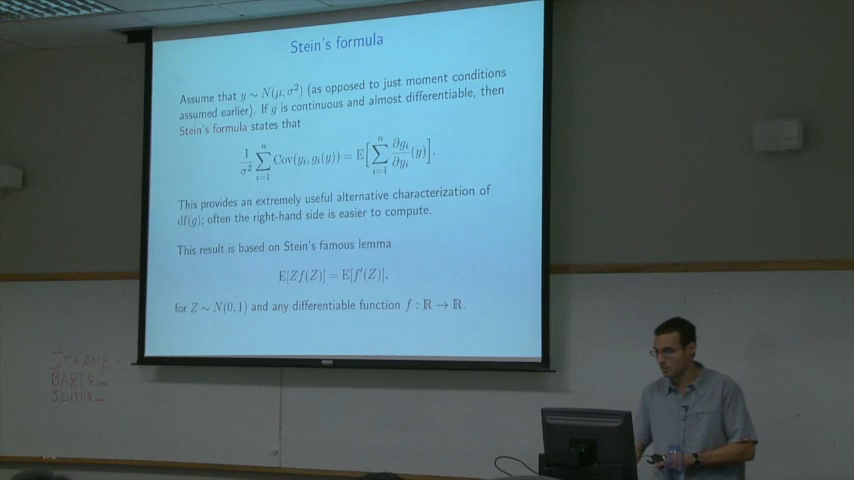 Stein's formula
Assume that y ∼ N(μ, σ²) (as opposed to just moment conditions
assumed earlier). If g is continuous and almost differentiable, then
Stein's formula states that
1/σ² ∑_{i=1}^{n} Cov(y_i, g_i(y)) = E[∑_{i=1}^{n} ∂g_i/∂y_i (y)].
This provides an extremely useful alternative characterization of
df(g); often the right-hand side is easier to compute.
This result is based on Stein's famous lemma
E[Zf(Z)] = E[f′(Z)],
for Z ∼ N(0, 1) and any differentiable function f : ℝ → ℝ.